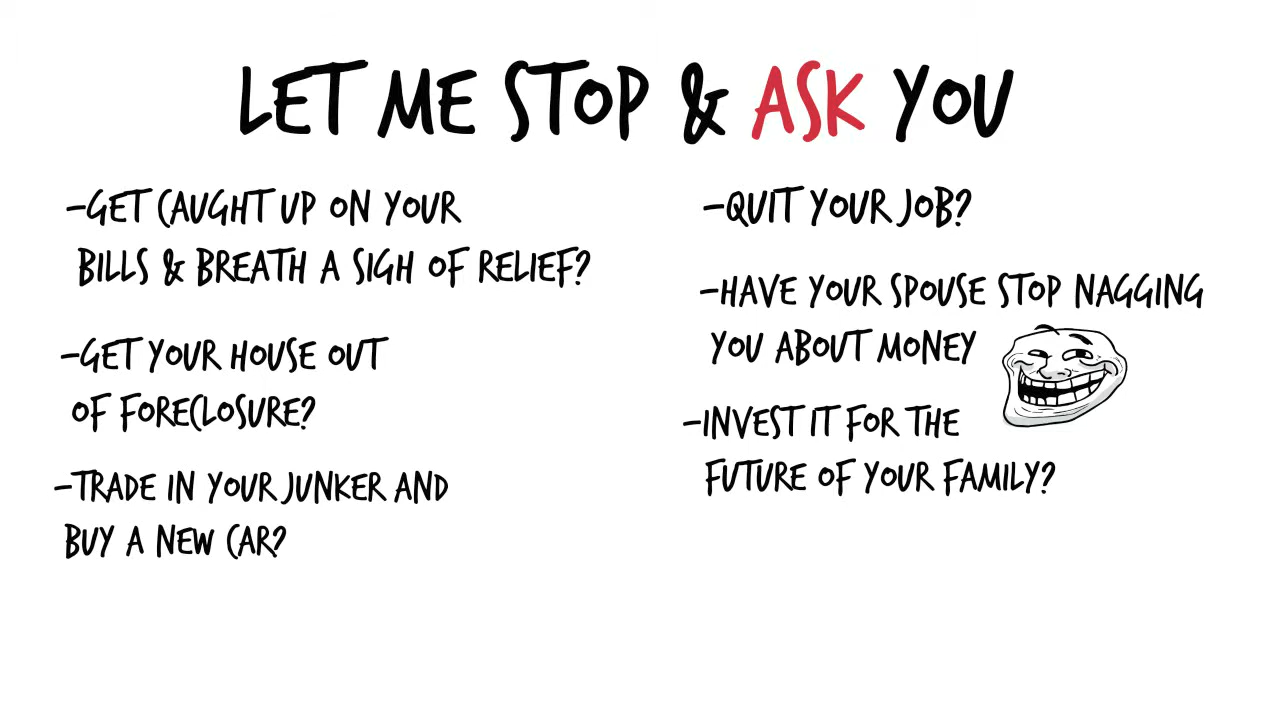 LET ME STOP & ASK YOU
-GET CAUGHT UP ON YOUR
BILLS & BREATH A SIGH OF RELIEF?
-GET YOUR HOUSE OUT
OF FORECLOSURE?
-TRADE IN YOUR JUNKER AND
BUY A NEW CAR?
-QUIT YOUR JOB?
-HAVE YOUR SPOUSE STOP NAGGING
YOU ABOUT MONEY
-INVEST IT FOR THE
FUTURE OF YOUR FAMILY?